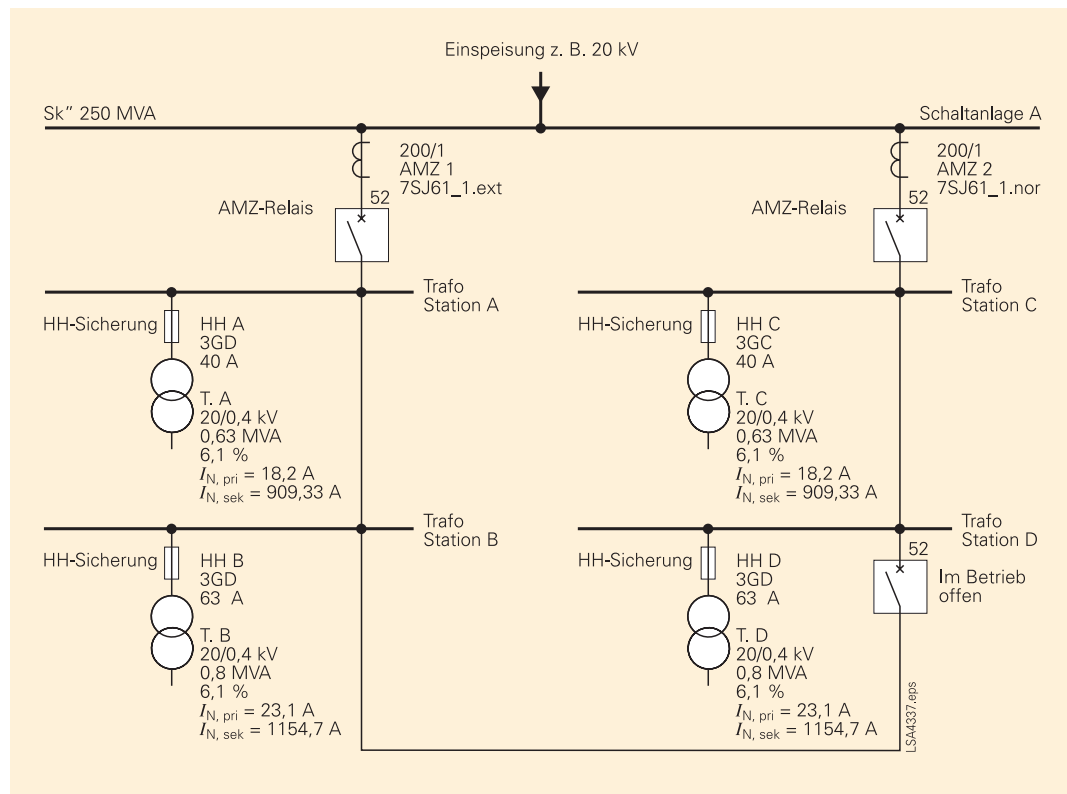 Einspeisung z. B. 20 kV
Sk” 250 MVA
Schaltanlage A
200/1
AMZ 1
7SJ61_1.ext
52
AMZ-Relais
200/1
AMZ 2
7SJ61_1.nor
52
AMZ-Relais
Trafo
Station A
HH-Sicherung
HH A
3GD
40 A
T. A
20/0,4 kV
0,63 MVA
6,1 %
IN, pri = 18,2 A
IN, sek = 909,33 A
Trafo
Station C
HH-Sicherung
HH C
3GC
40 A
T. C
20/0,4 kV
0,63 MVA
6,1 %
IN, pri = 18,2 A
IN, sek = 909,33 A
Trafo
Station B
HH-Sicherung
HH B
3GD
63 A
T. B
20/0,4 kV
0,8 MVA
6,1 %
IN, pri = 23,1 A
IN, sek = 1154,7 A
Trafo
Station D
HH-Sicherung
HH D
3GD
63 A
T. D
20/0,4 kV
0,8 MVA
6,1 %
IN, pri = 23,1 A
IN, sek = 1154,7 A
52
Im Betrieb
offen
LSA4337.eps